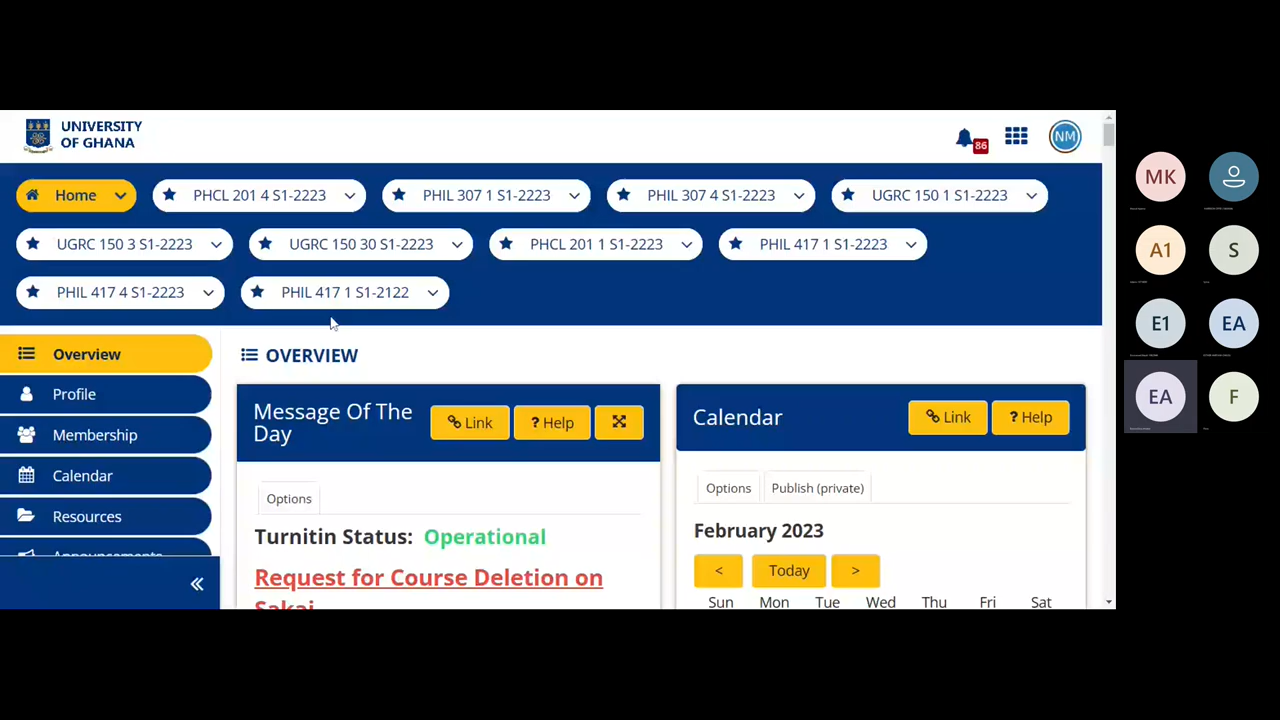 UNIVERSITY
OF GHANA
86
NM
Home
PHCL 201 4 S1-2223
PHIL 307 1 S1-2223
PHIL 307 4 S1-2223
UGRC 150 1 S1-2223
UGRC 150 3 S1-2223
UGRC 150 30 S1-2223
PHCL 201 1 S1-2223
PHIL 417 1 S1-2223
PHIL 417 4 S1-2223
PHIL 417 1 S1-2122
Overview
Profile
Membership
Calendar
Resources
Announcements
OVERVIEW
Message Of The
Day
Link
? Help
Options
Turnitin Status: Operational
Request for Course Deletion on
Sakai
Calendar
Link
? Help
Options
Publish (private)
February 2023
<
Today
>
Sun Mon Tue Wed Thu Fri Sat
MK
A1
S
E1
EA
EA
F